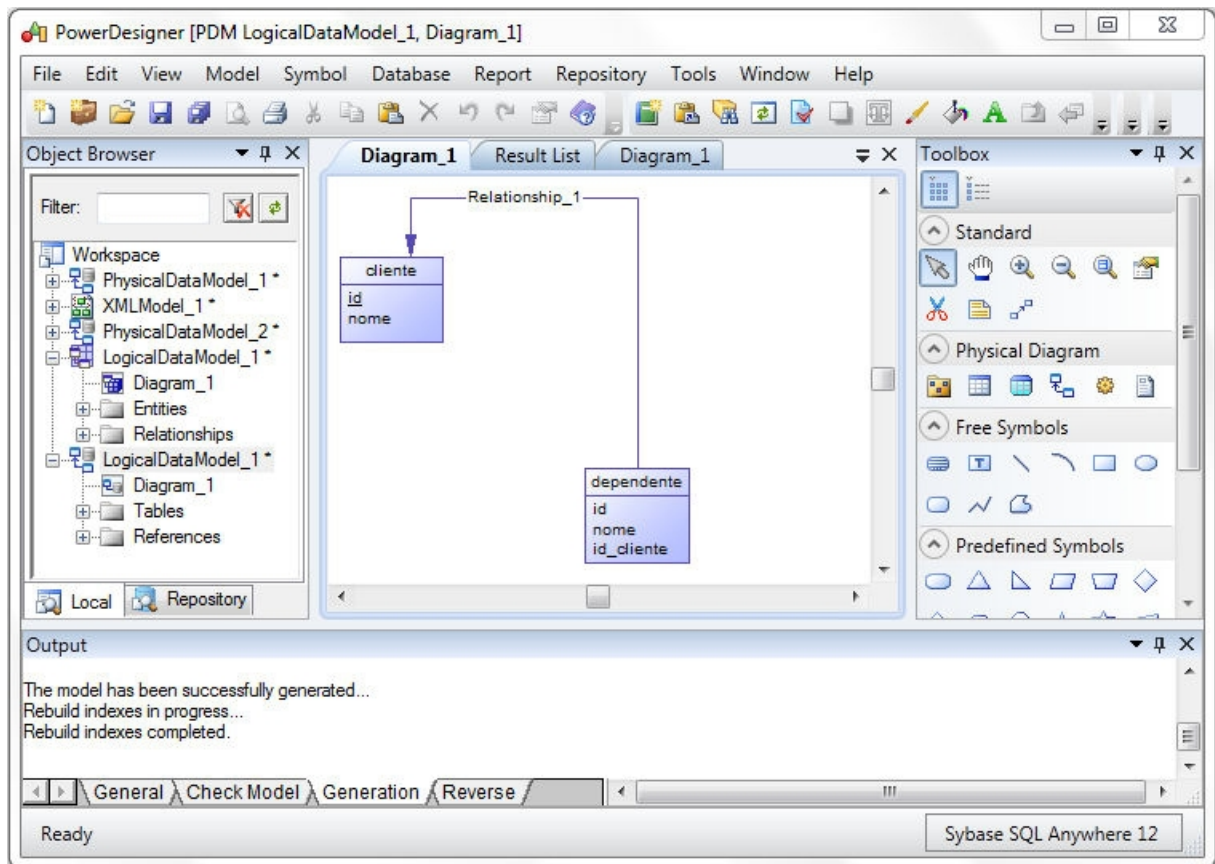 PowerDesigner [PDM LogicalDataModel_1, Diagram_1]
File Edit View Model Symbol Database Report Repository Tools Window Help
Object Browser
Filter:
Workspace
PhysicalDataModel_1 *
XMLModel_1 *
PhysicalDataModel_2 *
LogicalDataModel_1 *
Diagram_1
Entities
Relationships
LogicalDataModel_1 *
Diagram_1
Tables
References
Local Repository
Diagram_1 Result List Diagram_1
Relationship_1
cliente
id
nome
dependente
id
nome
id_cliente
Toolbox
Standard
Physical Diagram
Free Symbols
Predefined Symbols
Output
The model has been successfully generated...
Rebuild indexes in progress...
Rebuild indexes completed.
General Check Model Generation Reverse
Ready Sybase SQL Anywhere 12